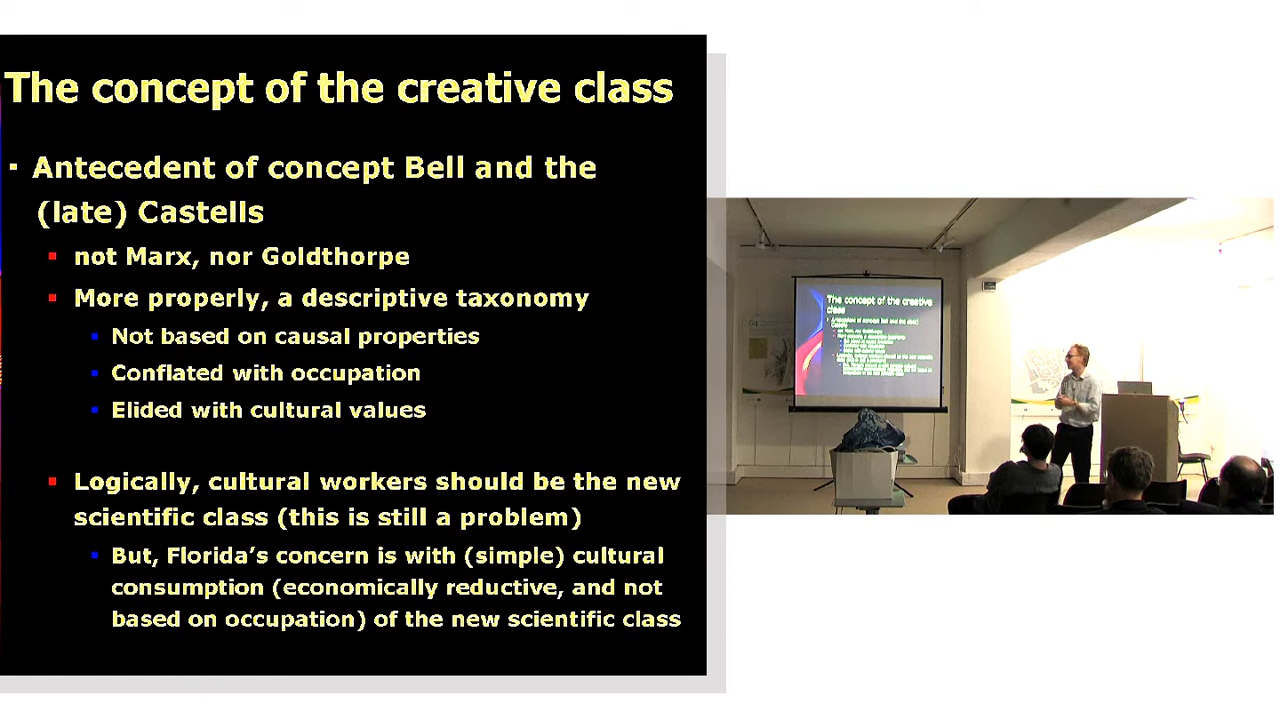 The concept of the creative class
▪ Antecedent of concept Bell and the
(late) Castells
▪ not Marx, nor Goldthorpe
▪ More properly, a descriptive taxonomy
▪ Not based on causal properties
▪ Conflated with occupation
▪ Elided with cultural values
▪ Logically, cultural workers should be the new
scientific class (this is still a problem)
▪ But, Florida's concern is with (simple) cultural
consumption (economically reductive, and not
based on occupation) of the new scientific class
The concept of the creative
class